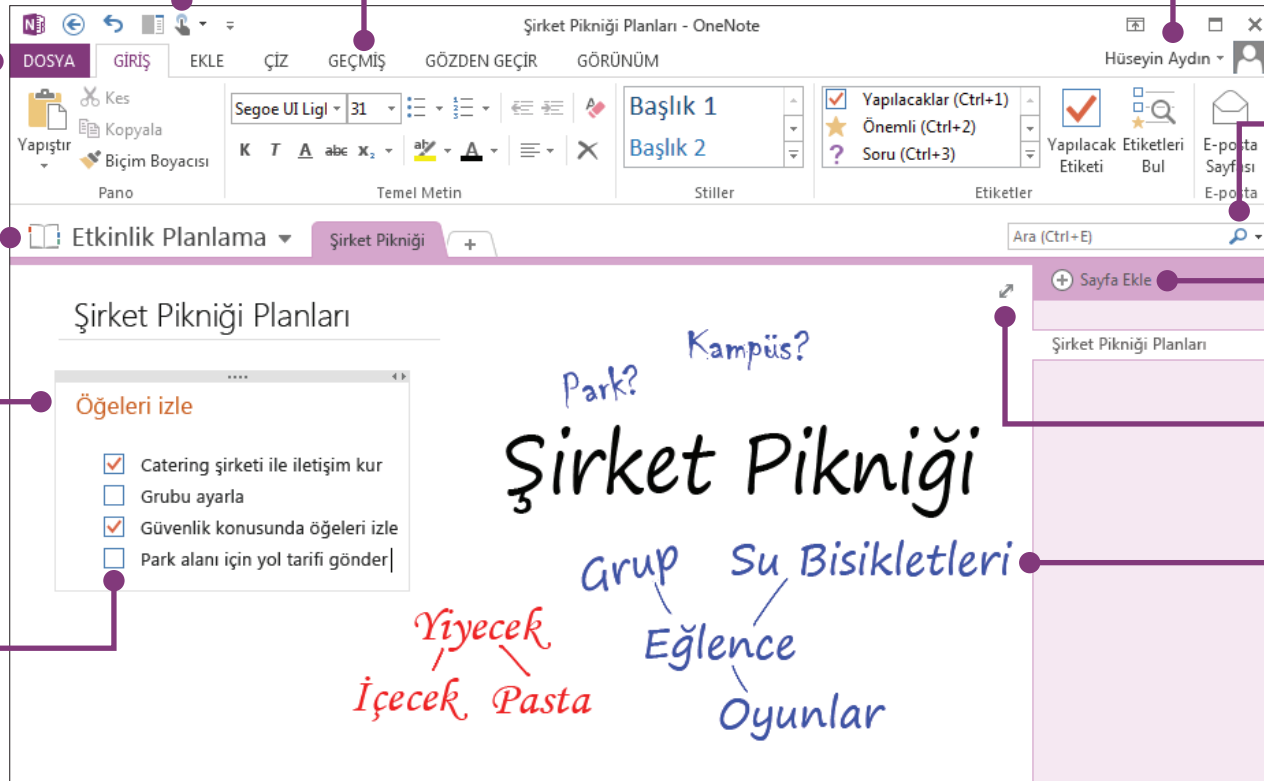 Şirket Pikniği Planları - OneNote
Hüseyin Aydın
DOSYA GİRİŞ EKLE ÇİZ GEÇMİŞ GÖZDEN GEÇİR GÖRÜNÜM
Yapıştır
Kes
Kopyala
Biçim Boyacısı
Pano
Segoe UI Ligl 31
K T A abc x₂ ab A
Temel Metin
Başlık 1
Başlık 2
Stiller
Yapılacaklar (Ctrl+1)
Önemli (Ctrl+2)
Soru (Ctrl+3)
Yapılacak
Etiketi
Etiketleri
Bul
Etiketler
E-posta
Sayfası
E-posta
Etkinlik Planlama Şirket Pikniği +
Ara (Ctrl+E)
Sayfa Ekle
Şirket Pikniği Planları
Şirket Pikniği Planları
Öğeleri izle
Catering şirketi ile iletişim kur
Grubu ayarla
Güvenlik konusunda öğeleri izle
Park alanı için yol tarifi gönder
Kampüs?
Park?
Şirket Pikniği
Grup Su Bisikletleri
Eğlence
Oyunlar
Yiyecek
İçecek Pasta